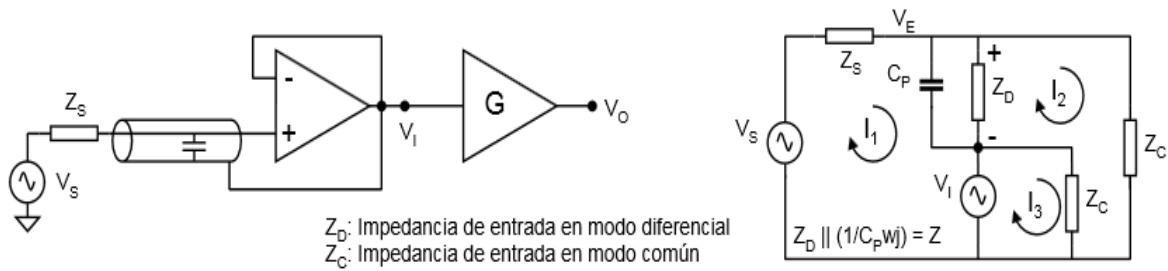 Z_S
V_S
-
+
V_I
G
V_O
Z_D: Impedancia de entrada en modo diferencial
Z_C: Impedancia de entrada en modo común
V_E
Z_S
C_P
+
Z_D
-
I_2
I_1
V_S
Z_C
V_I
I_3
Z_C
Z_D || (1/C_Pwj) = Z